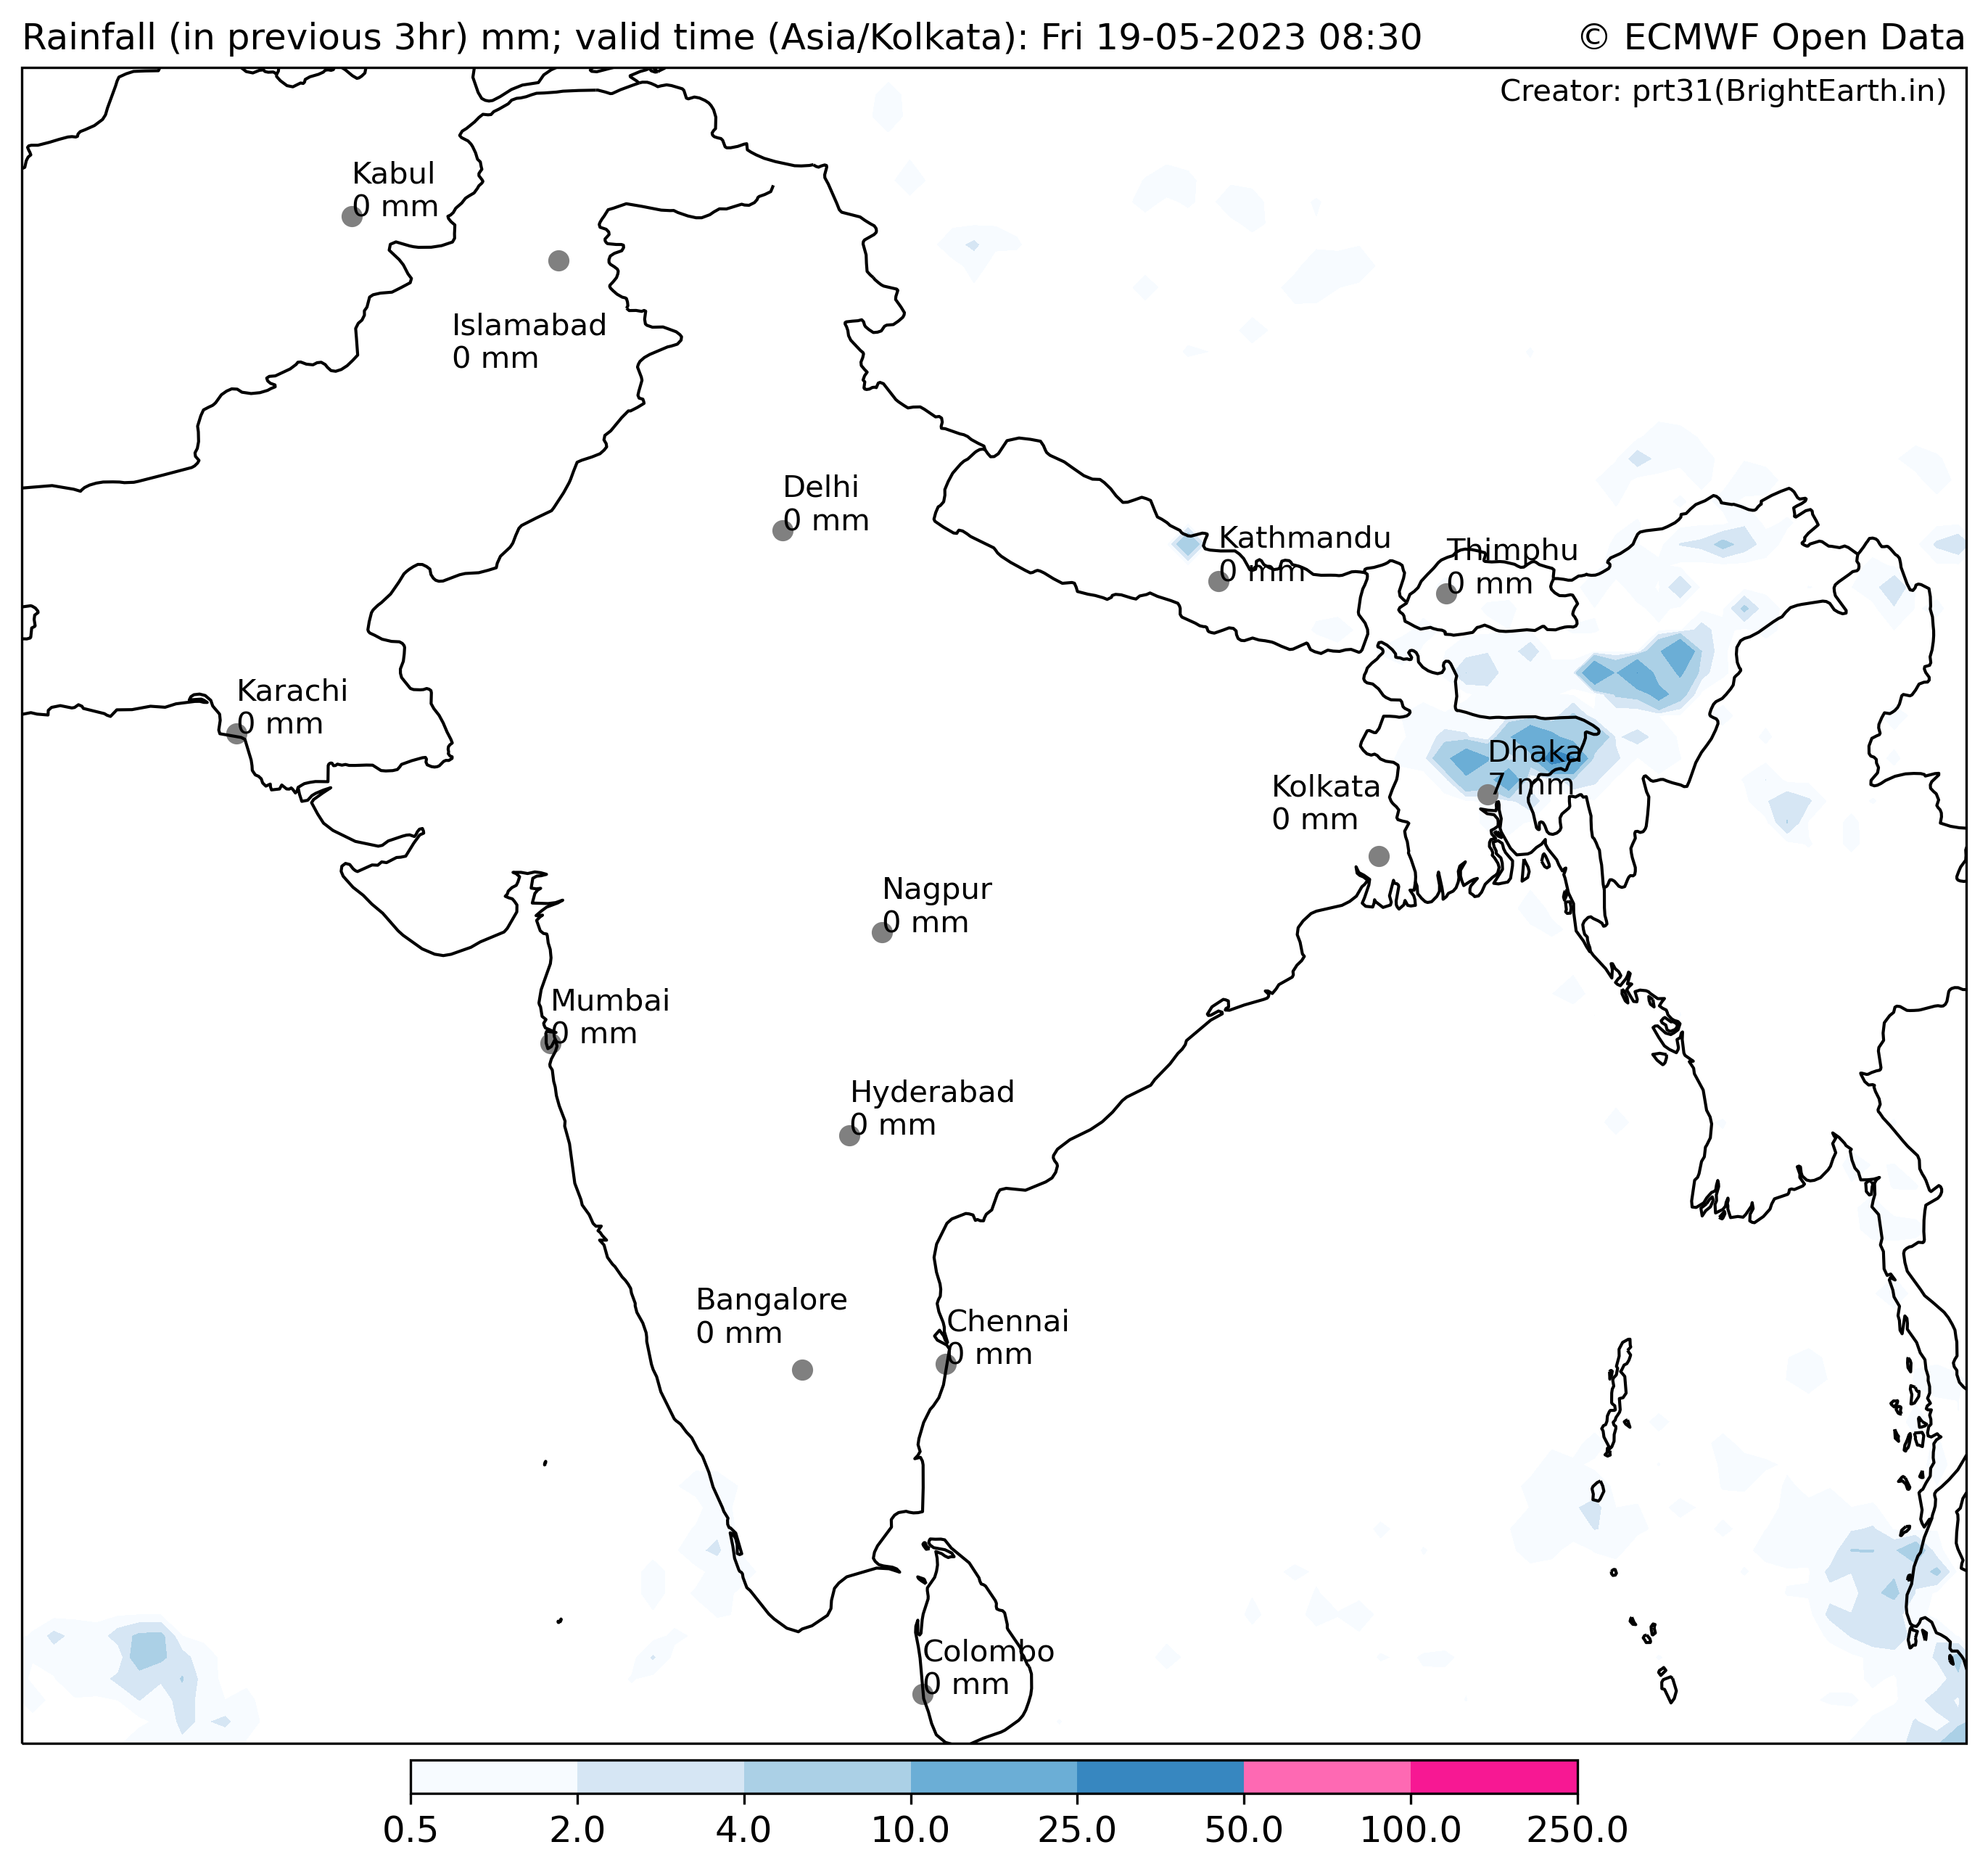 Rainfall (in previous 3hr) mm; valid time (Asia/Kolkata): Fri 19-05-2023 08:30
© ECMWF Open Data
Creator: prt31(BrightEarth.in)
Kabul
0 mm
Islamabad
0 mm
Delhi
0 mm
Kathmandu
0 mm
Thimphu
0 mm
Karachi
0 mm
Dhaka
7 mm
Kolkata
0 mm
Nagpur
0 mm
Mumbai
0 mm
Hyderabad
0 mm
Bangalore
0 mm
Chennai
0 mm
Colombo
0 mm
0.5 2.0 4.0 10.0 25.0 50.0 100.0 250.0